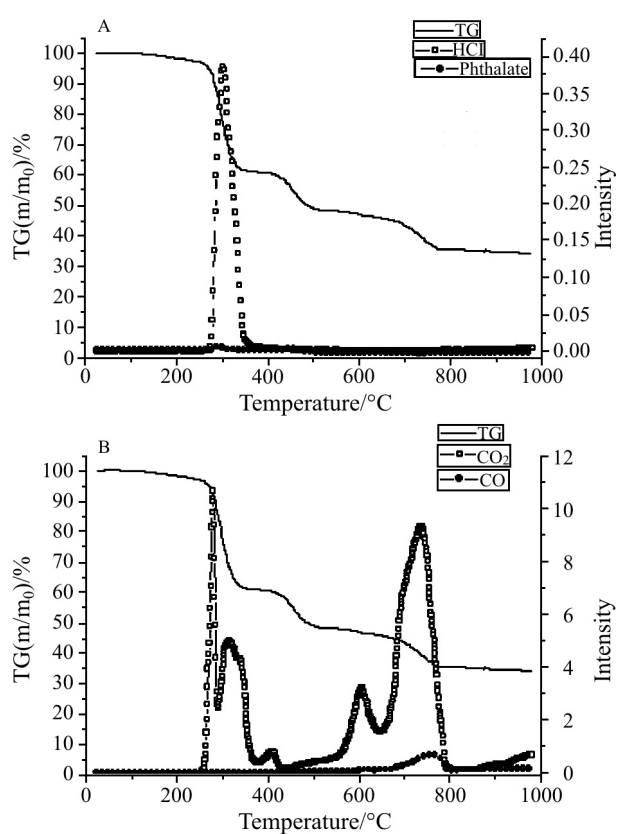 A
TG
HCl
Phthalate
100
90
80
70
60
50
40
30
20
10
0
TG(m/m0)/%
0.40
0.35
0.30
0.25
0.20
0.15
0.10
0.05
0.00
Intensity
0 200 400 600 800 1000
Temperature/°C
B
TG
CO2
CO
100
90
80
70
60
50
40
30
20
10
0
TG(m/m0)/%
12
10
8
6
4
2
0
Intensity
0 200 400 600 800 1000
Temperature/°C